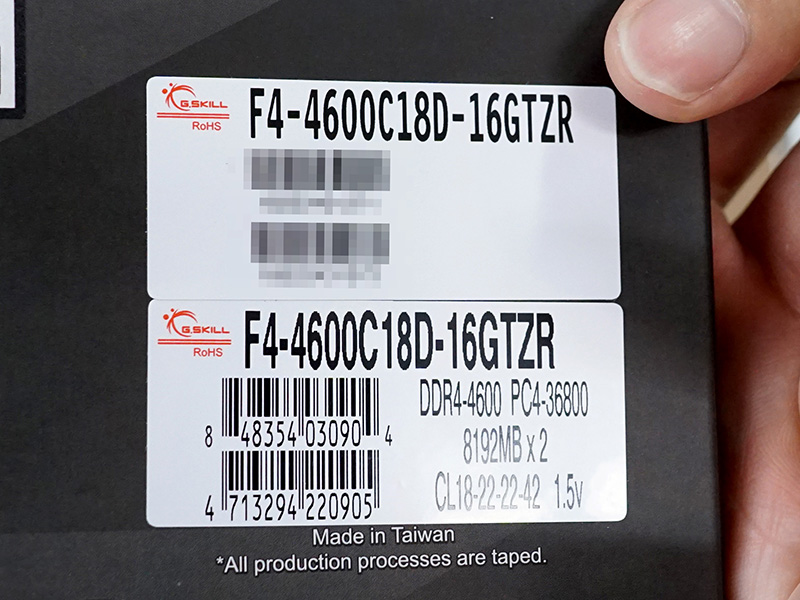 G.SKILL
RoHS
F4-4600C18D-16GTZR
G.SKILL
RoHS
F4-4600C18D-16GTZR
DDR4-4600 PC4-36800
8 48354 03090 4
8192MB x 2
CL18-22-22-42 1.5v
4 713294 220905
Made in Taiwan
*All production processes are taped.